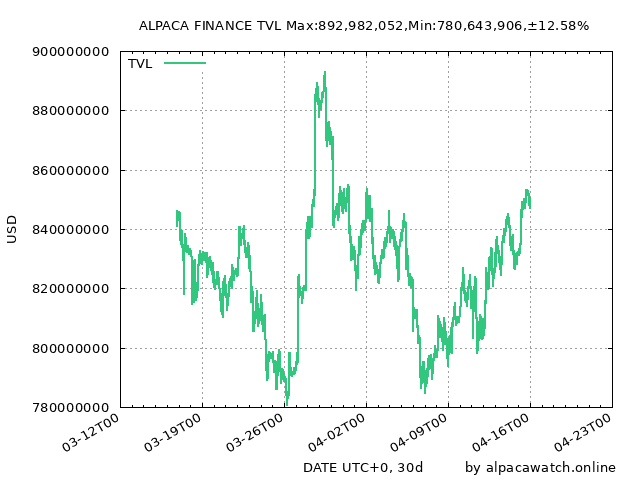 ALPACA FINANCE TVL Max:892,982,052,Min:780,643,906,±12.58%
TVL
900000000
880000000
860000000
840000000
820000000
800000000
780000000
USD
03-12T00
03-19T00
03-26T00
04-02T00
04-09T00
04-16T00
04-23T00
DATE UTC+0, 30d
by alpacawatch.online